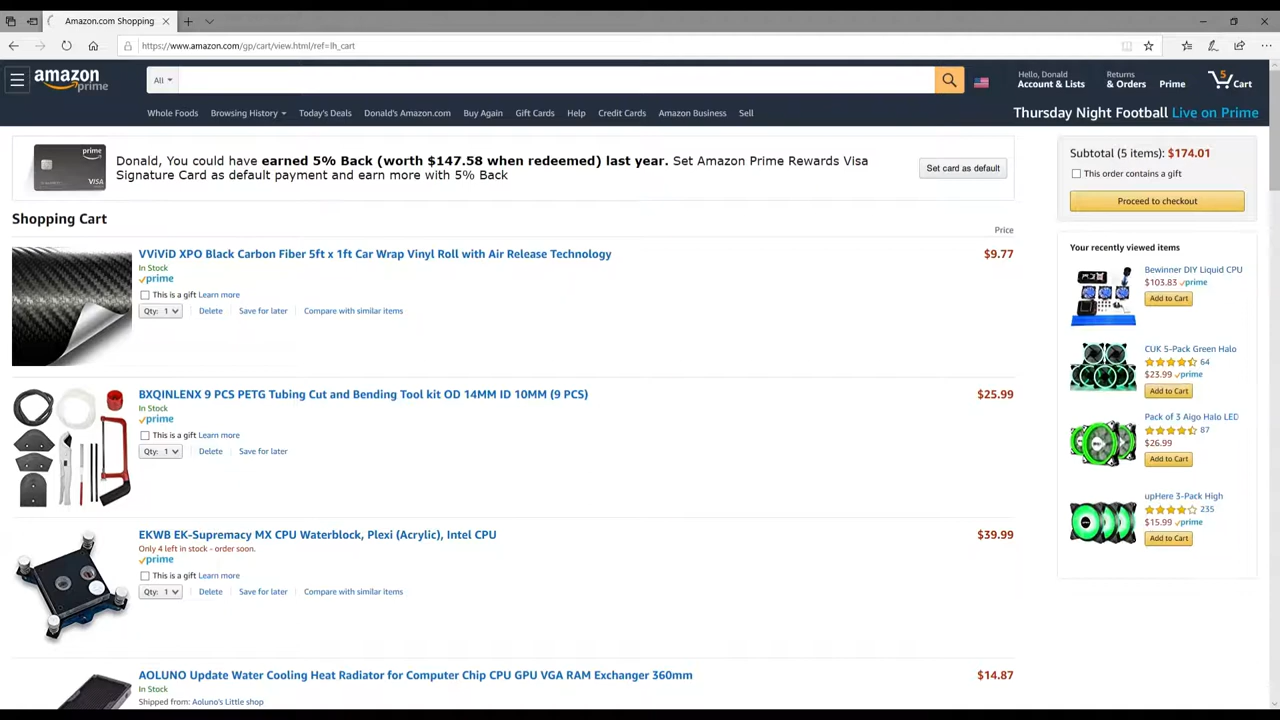 Amazon.com Shopping
https://www.amazon.com/gp/cart/view.html/ref=lh_cart
amazon prime
All
Hello, Donald
Account & Lists
Returns
& Orders
Prime
5
Cart
Whole Foods
Browsing History
Today's Deals
Donald's Amazon.com
Buy Again
Gift Cards
Help
Credit Cards
Amazon Business
Sell
Thursday Night Football Live on Prime
prime
VISA
Donald, You could have earned 5% Back (worth $147.58 when redeemed) last year. Set Amazon Prime Rewards Visa
Signature Card as default payment and earn more with 5% Back
Set card as default
Shopping Cart
Price
VViViD XPO Black Carbon Fiber 5ft x 1ft Car Wrap Vinyl Roll with Air Release Technology
$9.77
In Stock
prime
This is a gift Learn more
Qty: 1
Delete
Save for later
Compare with similar items
BXQINLENX 9 PCS PETG Tubing Cut and Bending Tool kit OD 14MM ID 10MM (9 PCS)
$25.99
In Stock
prime
This is a gift Learn more
Qty: 1
Delete
Save for later
EKWB EK-Supremacy MX CPU Waterblock, Plexi (Acrylic), Intel CPU
$39.99
Only 4 left in stock - order soon.
prime
This is a gift Learn more
Qty: 1
Delete
Save for later
Compare with similar items
AOLUNO Update Water Cooling Heat Radiator for Computer Chip CPU GPU VGA RAM Exchanger 360mm
$14.87
In Stock
Shipped from: Aoluno's Little shop
Subtotal (5 items): $174.01
This order contains a gift
Proceed to checkout
Your recently viewed items
Bewinner DIY Liquid CPU
$103.83 prime
Add to Cart
CUK 5-Pack Green Halo
64
$23.99 prime
Add to Cart
Pack of 3 Aigo Halo LED
87
$26.99
Add to Cart
upHere 3-Pack High
235
$15.99 prime
Add to Cart